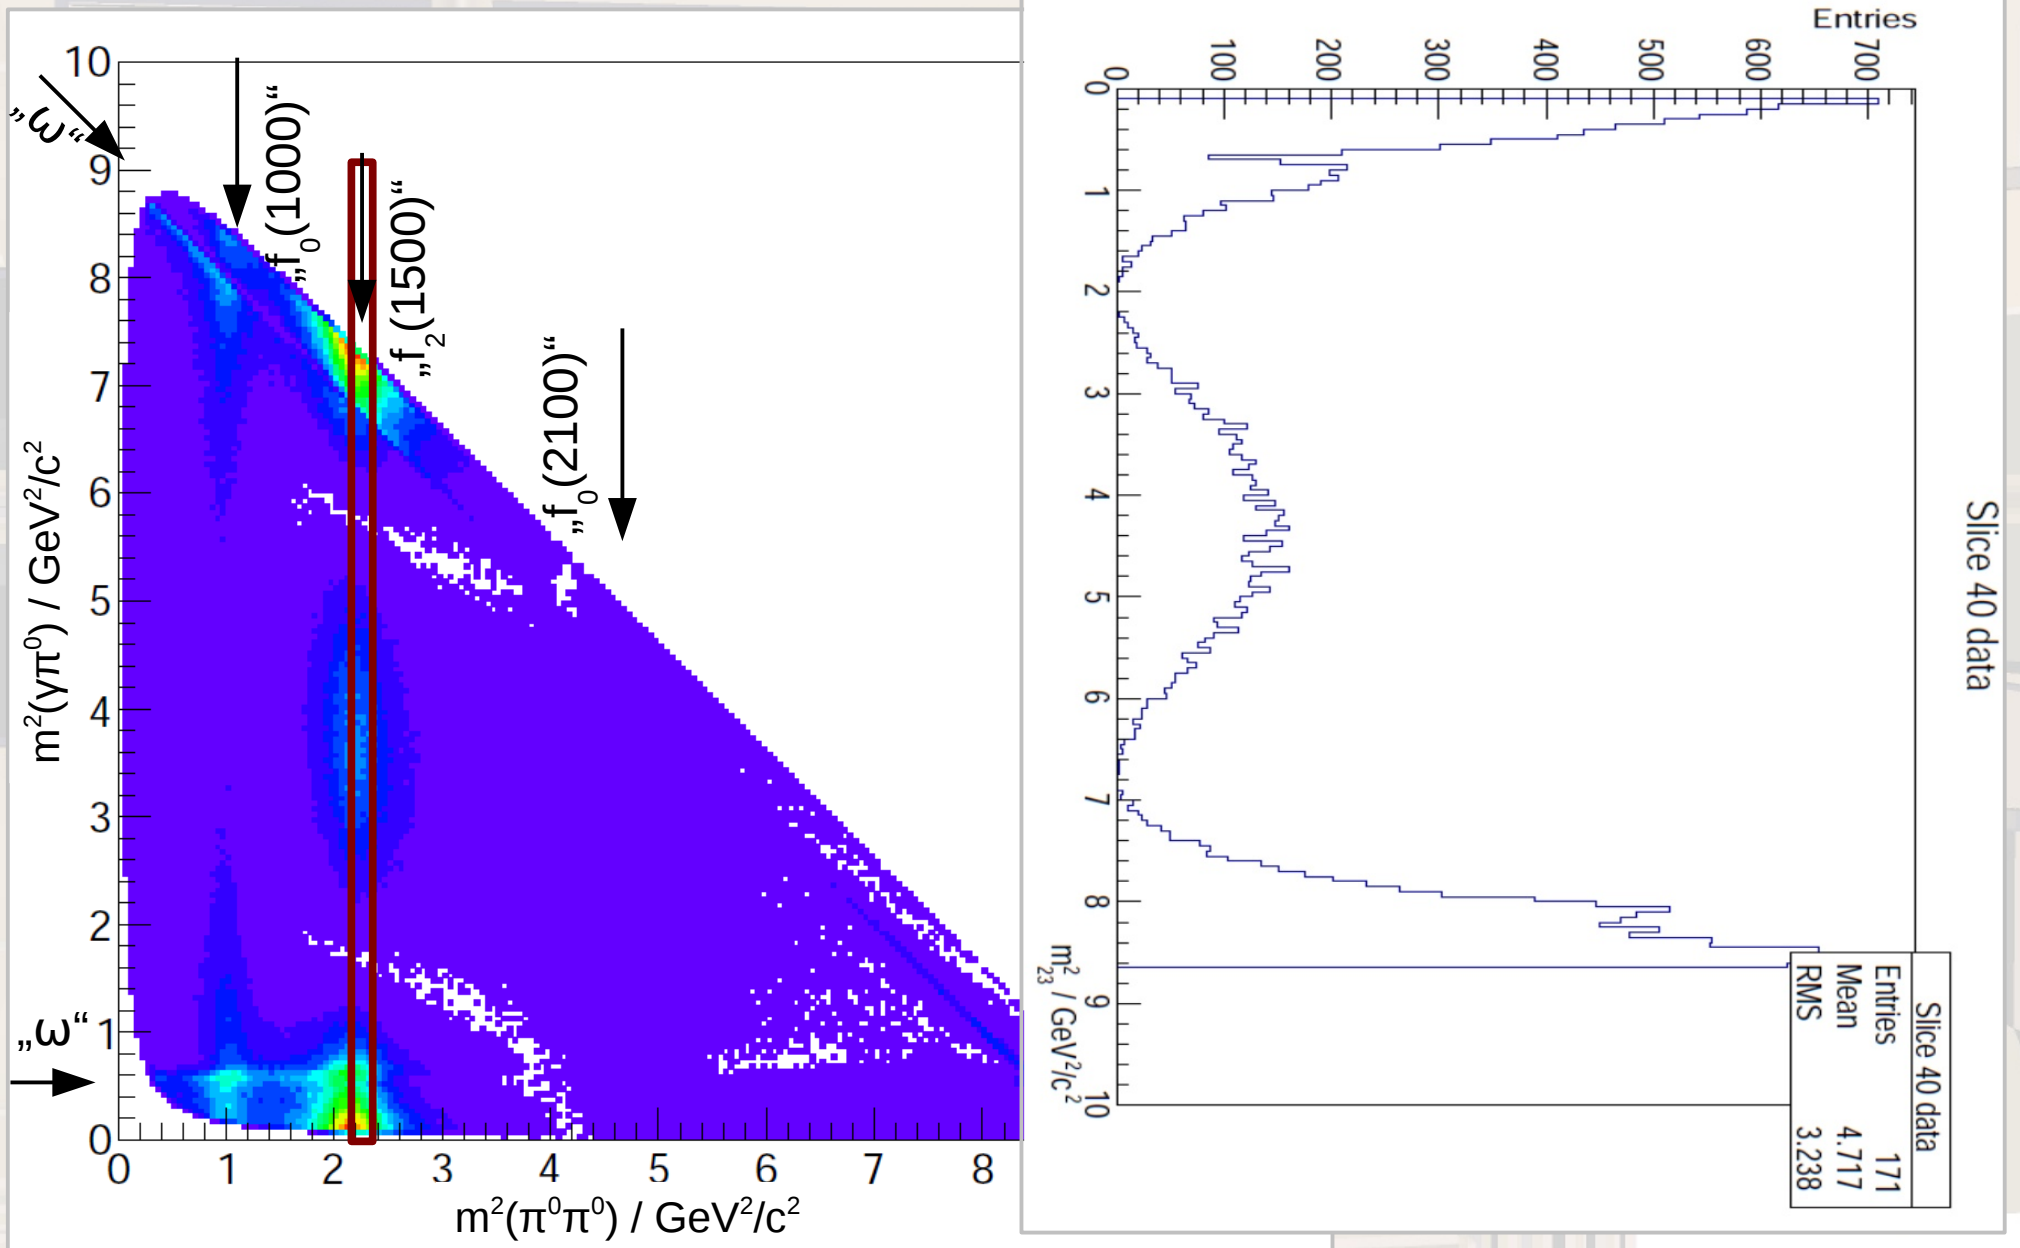 10
9
8
7
6
5
4
3
2
1
0
0 1 2 3 4 5 6 7 8
m²(γπ⁰) / GeV²/c²
m²(π⁰π⁰) / GeV²/c²
„ω“
„f₀(1000)”
„f₂(1500)”
„f₀(2100)”
„ω“
Entries
0 100 200 300 400 500 600 700
0
1
2
3
4
5
6
7
8
9
10
m²₂₃ / GeV²/c²
Slice 40 data
Slice 40 data
Entries 171
Mean 4.717
RMS 3.238